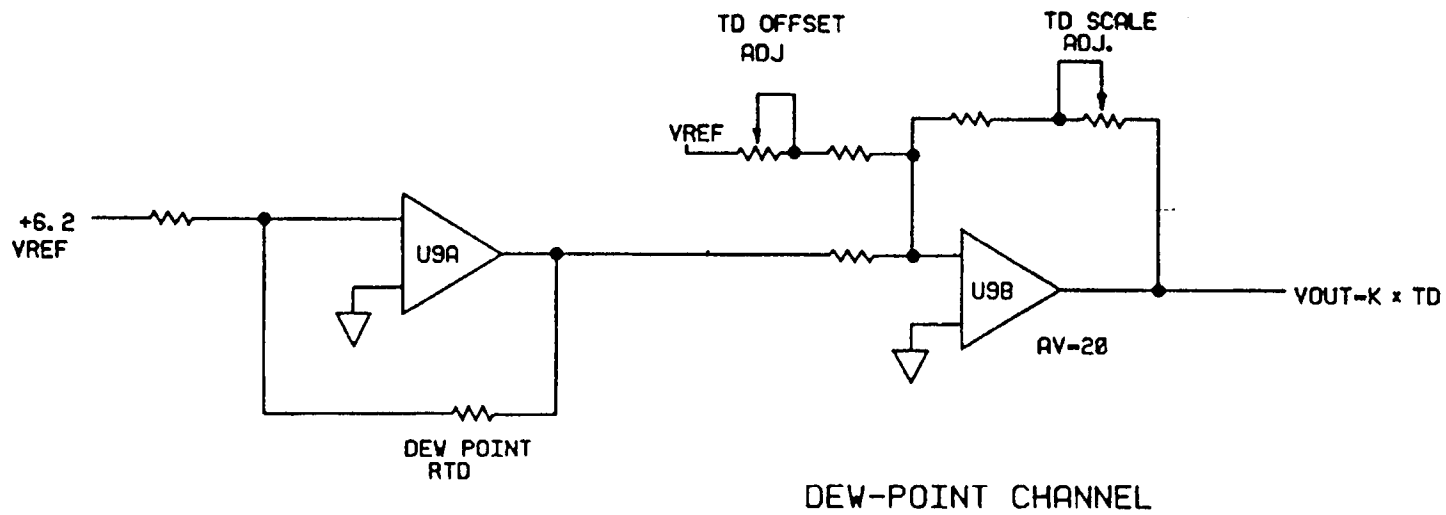 TD OFFSET
ADJ
TD SCALE
ADJ.
VREF
+6.2
VREF
U9A
U9B
AV=20
VOUT=K × TD
DEW POINT
RTD
DEW-POINT CHANNEL